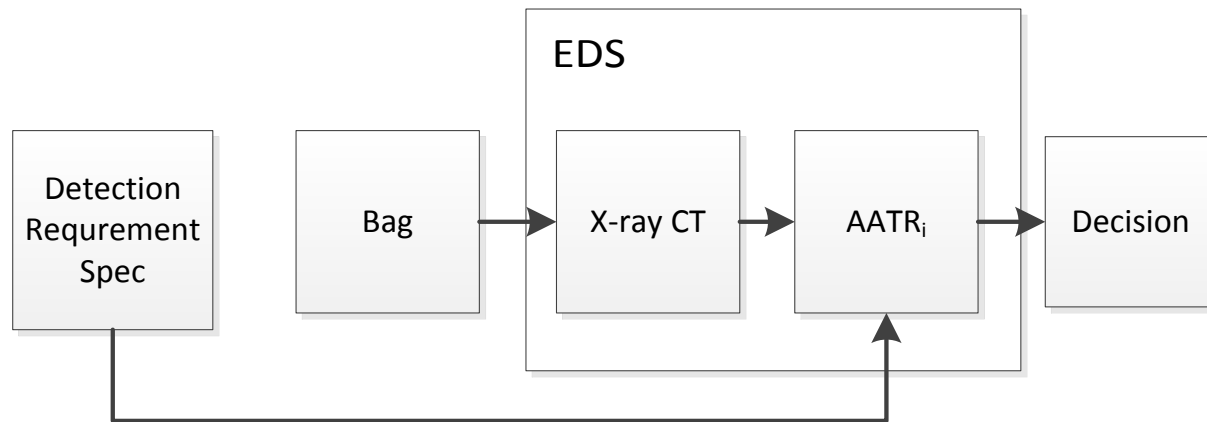 EDS
Detection
Requrement
Spec
Bag
X-ray CT
AATRi
Decision